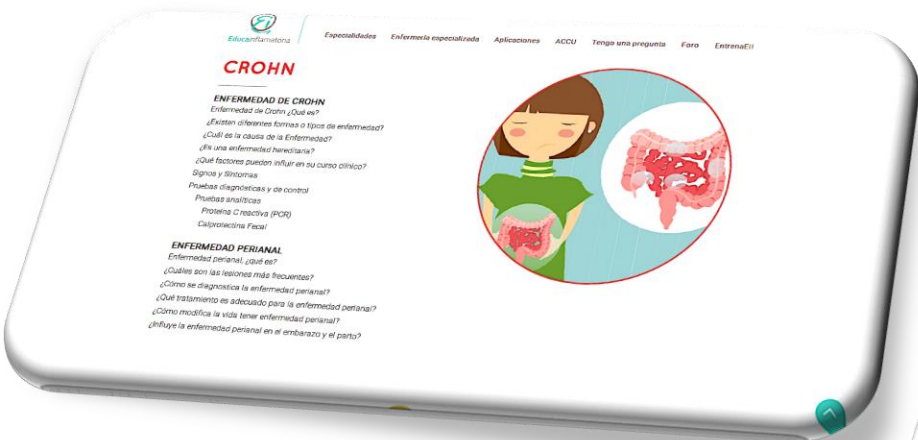 Educainflamatoria
Especialidades Enfermería especializada Aplicaciones ACCU Tengo una pregunta Foro EntrenaEII
CROHN
ENFERMEDAD DE CROHN
Enfermedad de Crohn ¿Qué es?
¿Existen diferentes formas o tipos de enfermedad?
¿Cuál es la causa de la Enfermedad?
¿Es una enfermedad hereditaria?
¿Qué factores pueden influir en su curso clínico?
Signos y Síntomas
Pruebas diagnósticas y de control
Pruebas analíticas
Proteína C reactiva (PCR)
Calprotectina Fecal
ENFERMEDAD PERIANAL
Enfermedad perianal, ¿qué es?
¿Cuáles son las lesiones más frecuentes?
¿Cómo se diagnostica la enfermedad perianal?
¿Qué tratamiento es adecuado para la enfermedad perianal?
¿Cómo modifica la vida tener enfermedad perianal?
¿Influye la enfermedad perianal en el embarazo y el parto?